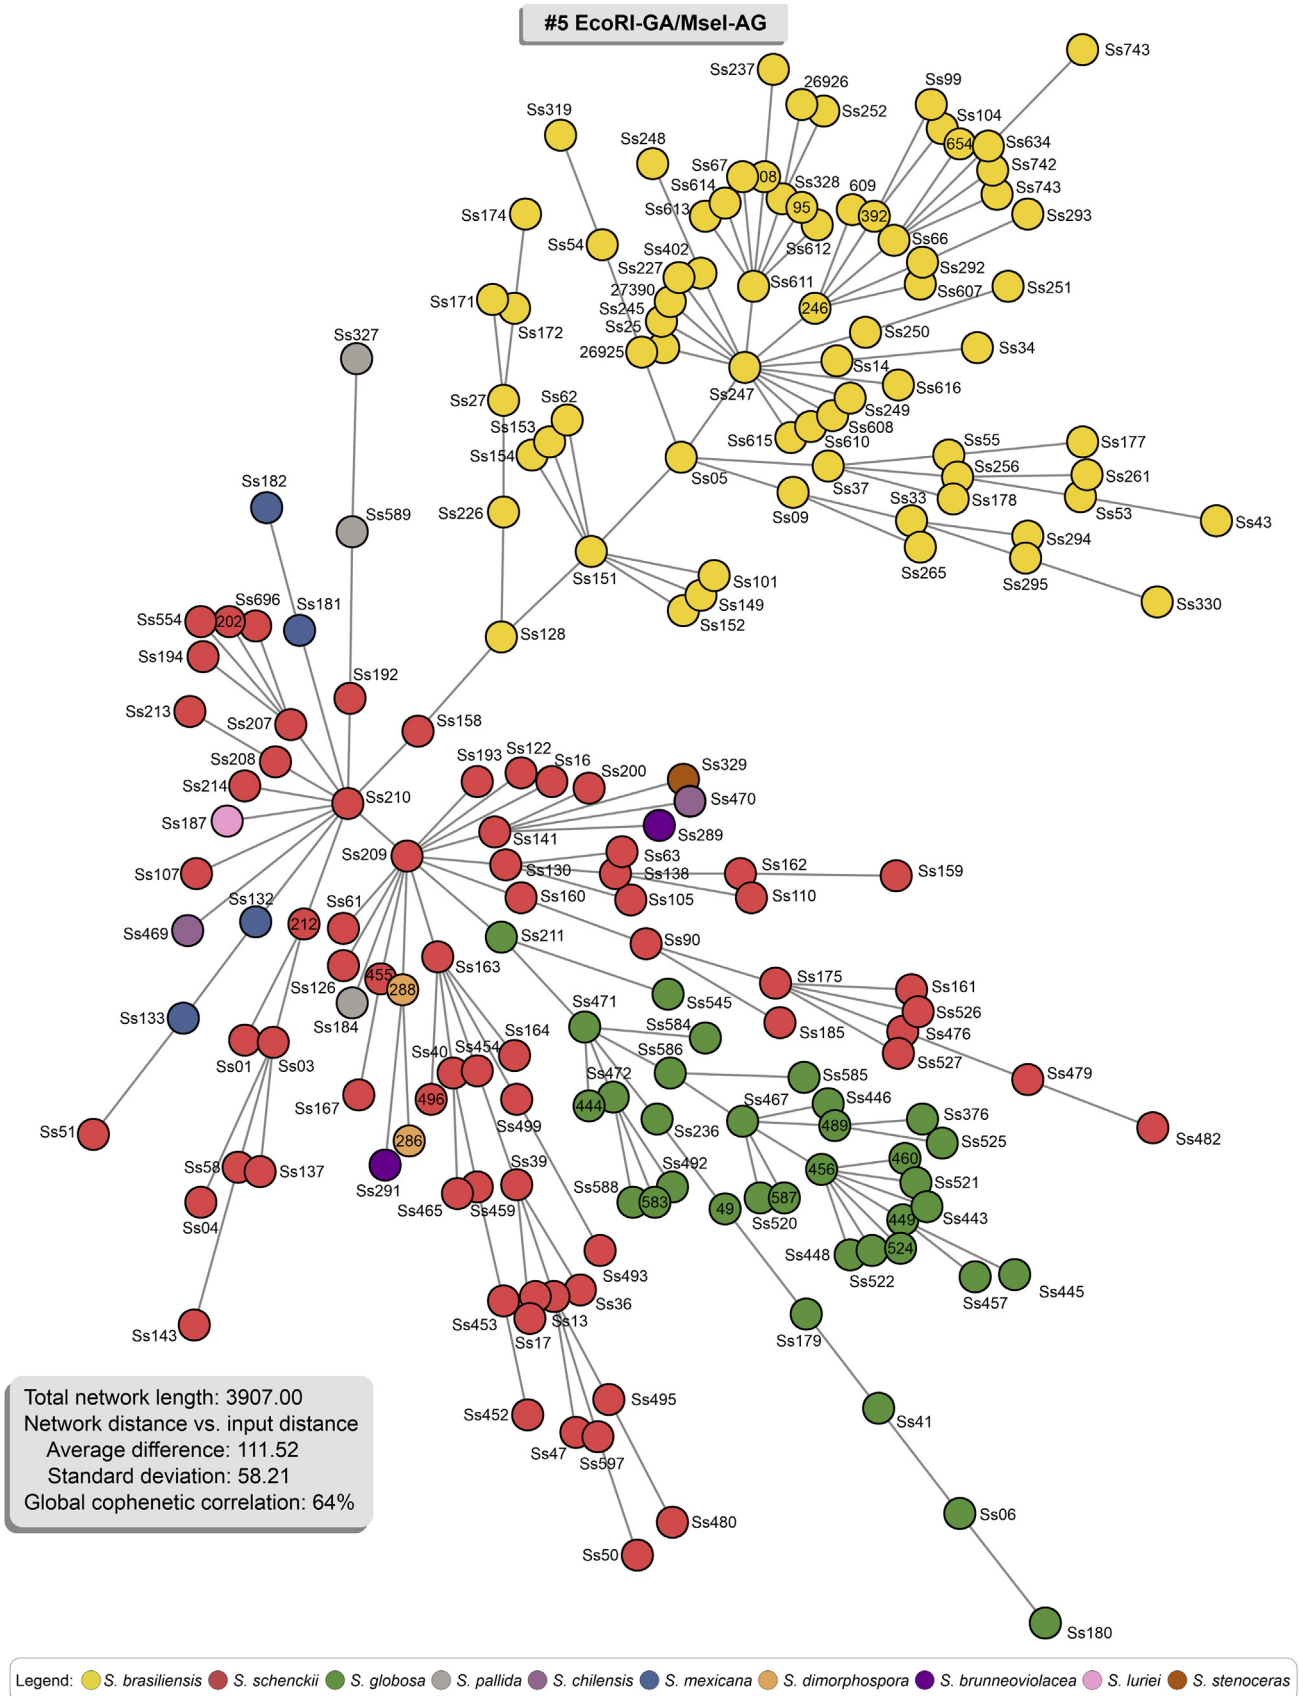 #5 EcoRI-GA/MseI-AG
Ss743
Ss237
26926
Ss99
Ss252
Ss104
Ss319
Ss248
654
Ss634
Ss67
08
Ss328
609
Ss742
Ss614
95
Ss743
Ss174
Ss613
392
Ss293
Ss54
Ss402
Ss612
Ss66
Ss227
Ss292
Ss611
27390
Ss607
Ss251
Ss171
Ss245
246
Ss172
Ss25
Ss250
Ss327
26925
Ss34
Ss14
Ss247
Ss616
Ss27
Ss62
Ss249
Ss153
Ss608
Ss615
Ss610
Ss55
Ss177
Ss154
Ss05
Ss256
Ss261
Ss37
Ss182
Ss33
Ss178
Ss226
Ss589
Ss09
Ss53
Ss43
Ss294
Ss151
Ss265
Ss101
Ss295
Ss181
Ss696
Ss149
Ss330
Ss554
202
Ss152
Ss128
Ss194
Ss192
Ss213
Ss207
Ss158
Ss208
Ss193
Ss122
Ss16
Ss329
Ss214
Ss200
Ss210
Ss470
Ss187
Ss141
Ss289
Ss209
Ss63
Ss162
Ss107
Ss130
Ss138
Ss159
Ss132
Ss61
Ss160
Ss105
Ss110
212
Ss469
Ss211
Ss90
Ss163
455
Ss175
Ss161
Ss126
288
Ss471
Ss545
Ss526
Ss133
Ss184
Ss584
Ss185
Ss476
Ss164
Ss40
Ss454
Ss586
Ss527
Ss01
Ss03
Ss472
Ss585
Ss479
Ss167
496
444
Ss467
Ss446
Ss499
Ss376
Ss51
Ss236
489
Ss482
286
Ss525
Ss58
Ss137
Ss39
Ss492
460
Ss291
Ss588
456
Ss521
Ss465
Ss459
583
49
587
Ss443
Ss04
Ss520
449
Ss448
524
Ss493
Ss522
Ss445
Ss36
Ss457
Ss453
Ss13
Ss143
Ss17
Ss179
Total network length: 3907.00
Network distance vs. input distance
Average difference: 111.52
Standard deviation: 58.21
Global cophenetic correlation: 64%
Ss495
Ss452
Ss41
Ss47
Ss597
Ss06
Ss480
Ss50
Ss180
Legend: S. brasiliensis S. schenckii S. globosa S. pallida S. chilensis S. mexicana S. dimorphospora S. brunneoviolacea S. luriei S. stenoceras